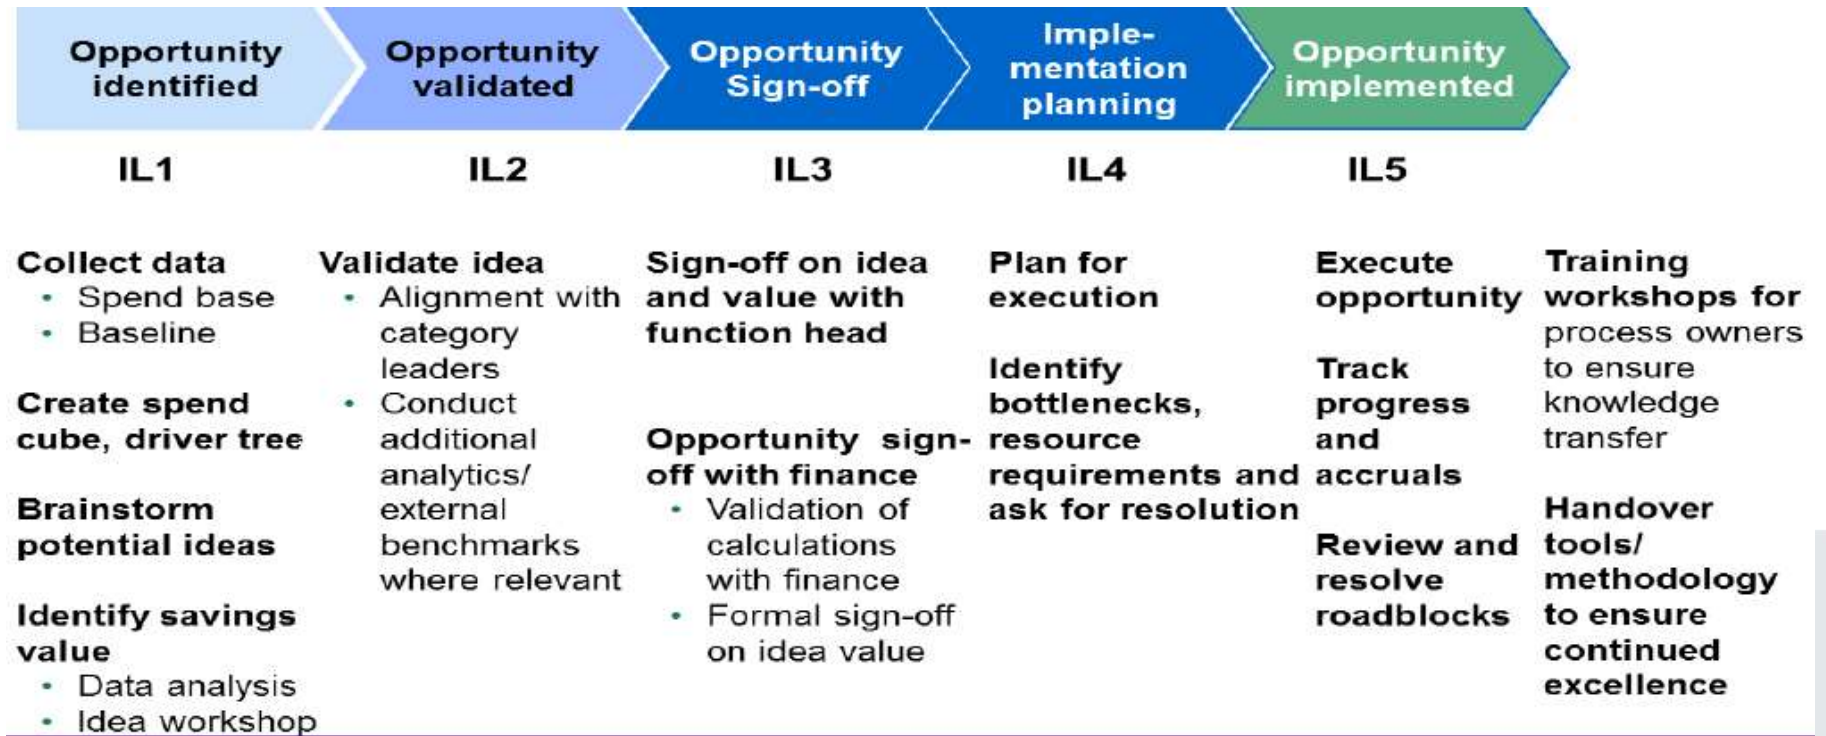 Opportunity
identified
Opportunity
validated
Opportunity
Sign-off
Imple-
mentation
planning
Opportunity
implemented
IL1
IL2
IL3
IL4
IL5
Collect data
• Spend base
• Baseline
Create spend
cube, driver tree
Brainstorm
potential ideas
Identify savings
value
• Data analysis
• Idea workshop
Validate idea
• Alignment with
category
leaders
• Conduct
additional
analytics/
external
benchmarks
where relevant
Sign-off on idea
and value with
function head
Opportunity sign-
off with finance
• Validation of
calculations
with finance
• Formal sign-off
on idea value
Plan for
execution
Identify
bottlenecks,
resource
requirements and
ask for resolution
Execute
opportunity
Track
progress
and
accruals
Review and
resolve
roadblocks
Training
workshops for
process owners
to ensure
knowledge
transfer
Handover
tools/
methodology
to ensure
continued
excellence